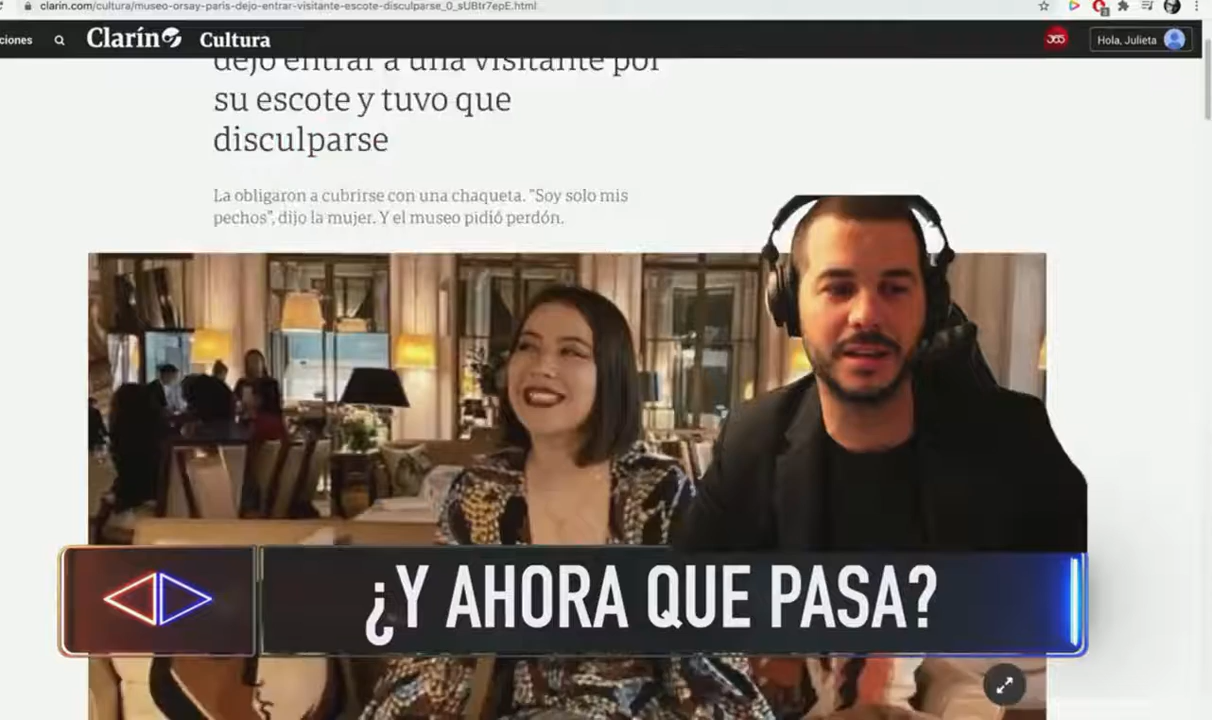 clarin.com/cultura/museo-orsay-paris-dejo-entrar-visitante-escote-disculparse_0_sUBtr7epE.html
ciones
Clarín
Cultura
365
Hola, Julieta
dejó entrar a una visitante por
su escote y tuvo que
disculparse
La obligaron a cubrirse con una chaqueta. "Soy solo mis
pechos", dijo la mujer. Y el museo pidió perdón.
¿Y AHORA QUE PASA?